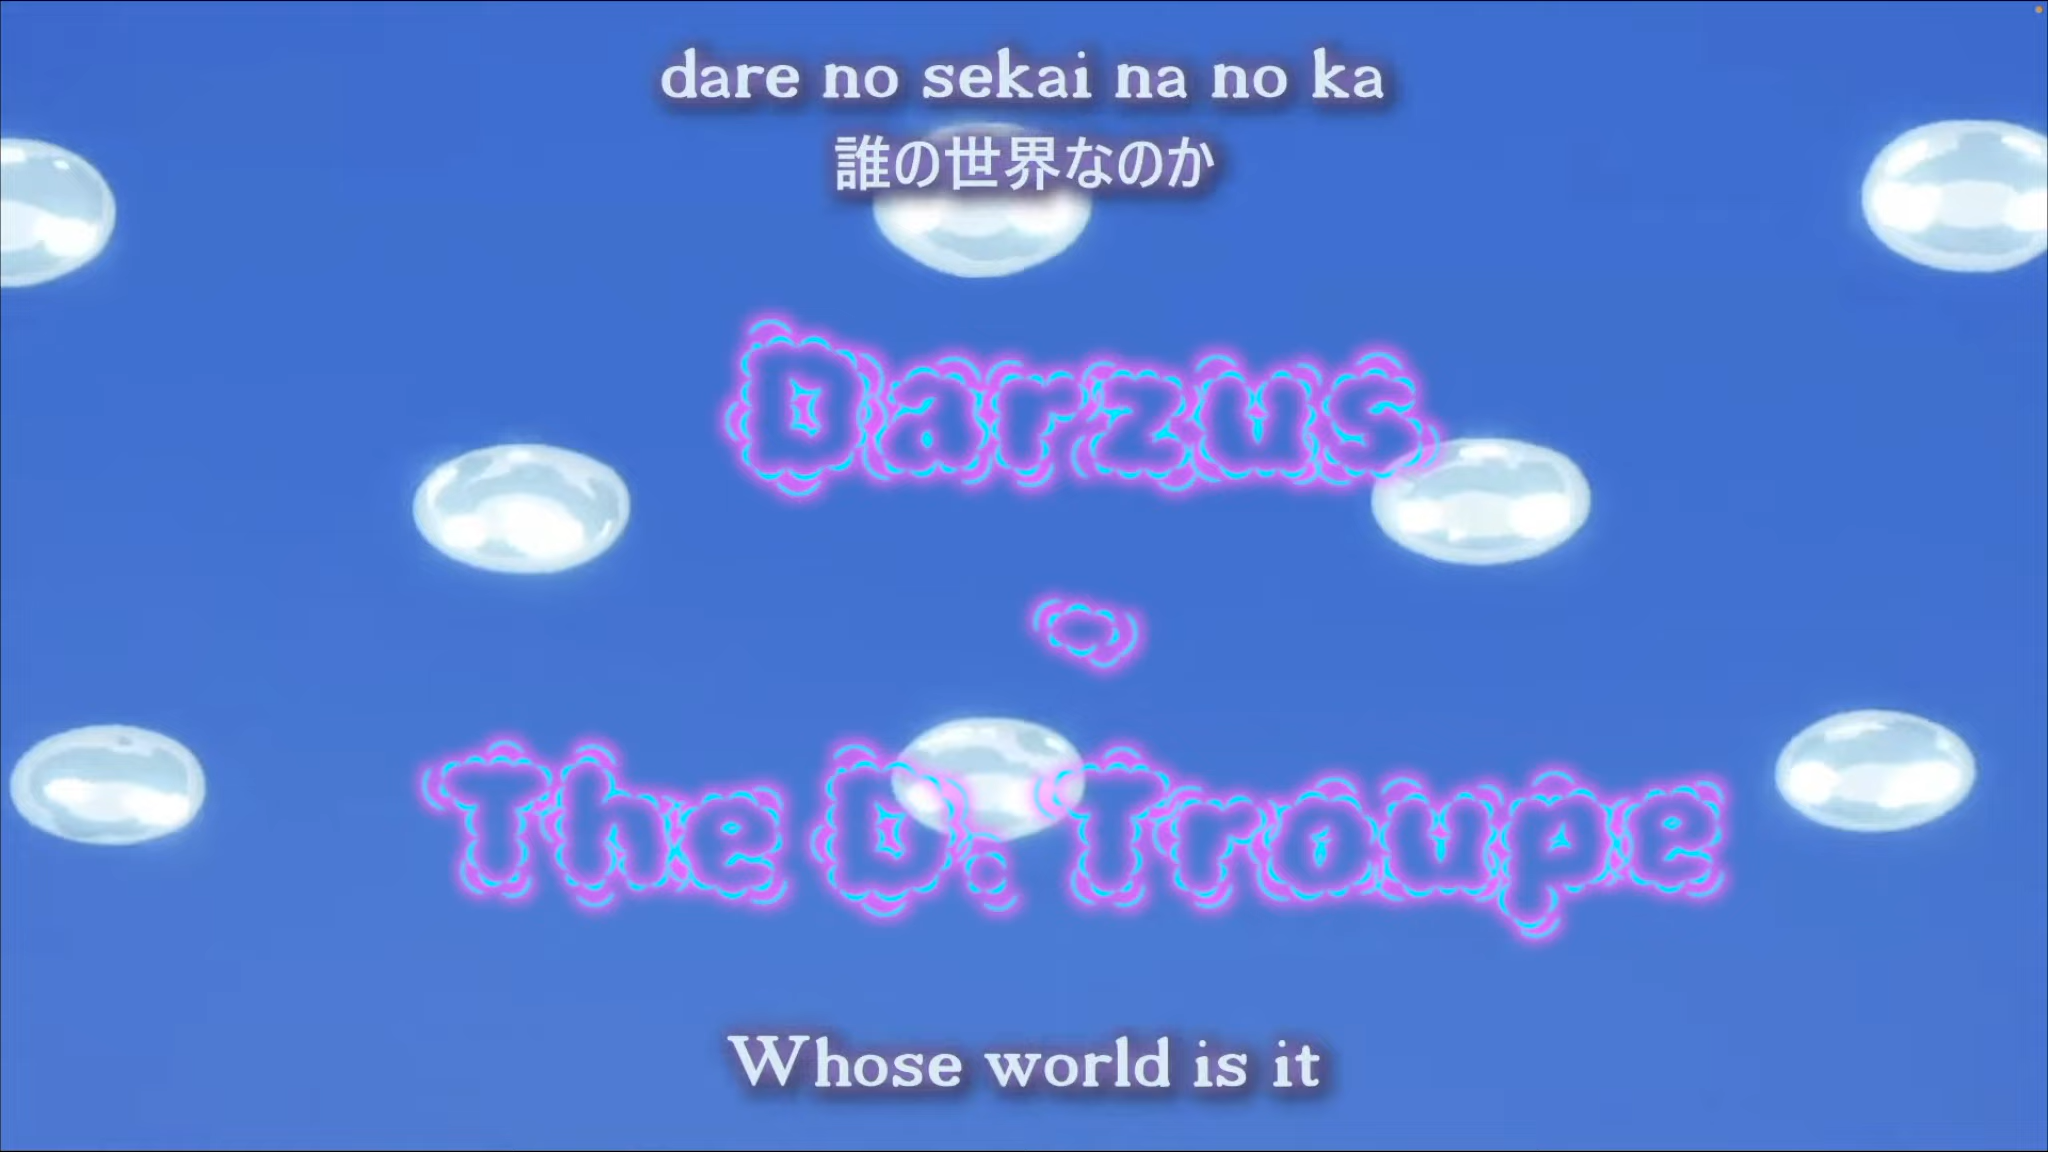 dare no sekai na no ka
誰の世界なのか
Darzus
-
The D. Troupe
Whose world is it